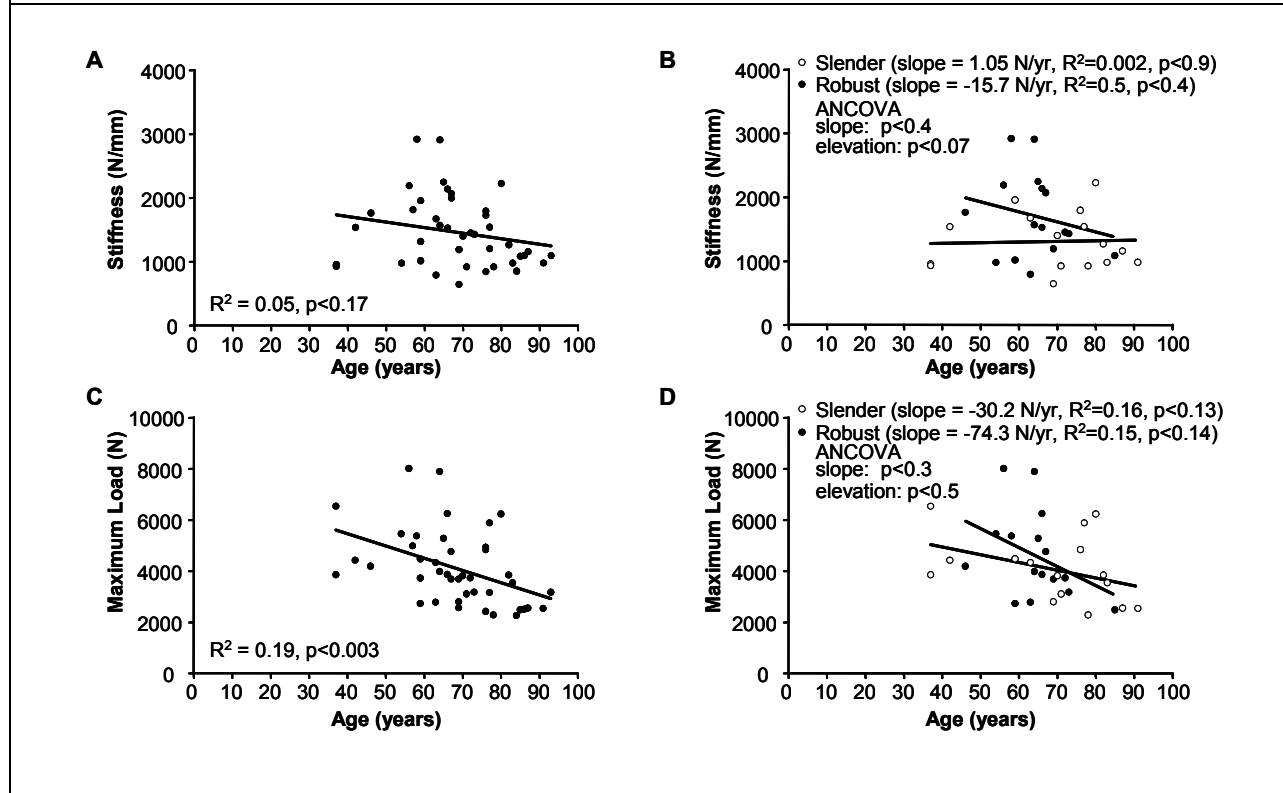 A
4000
3000
2000
1000
0
Stiffness (N/mm)
R² = 0.05, p<0.17
0 10 20 30 40 50 60 70 80 90 100
Age (years)
B
○ Slender (slope = 1.05 N/yr, R²=0.002, p<0.9)
● Robust (slope = -15.7 N/yr, R²=0.5, p<0.4)
ANCOVA
slope: p<0.4
elevation: p<0.07
4000
3000
2000
1000
0
Stiffness (N/mm)
0 10 20 30 40 50 60 70 80 90 100
Age (years)
C
10000
8000
6000
4000
2000
0
Maximum Load (N)
R² = 0.19, p<0.003
0 10 20 30 40 50 60 70 80 90 100
Age (years)
D
○ Slender (slope = -30.2 N/yr, R²=0.16, p<0.13)
● Robust (slope = -74.3 N/yr, R²=0.15, p<0.14)
ANCOVA
slope: p<0.3
elevation: p<0.5
10000
8000
6000
4000
2000
0
Maximum Load (N)
0 10 20 30 40 50 60 70 80 90 100
Age (years)